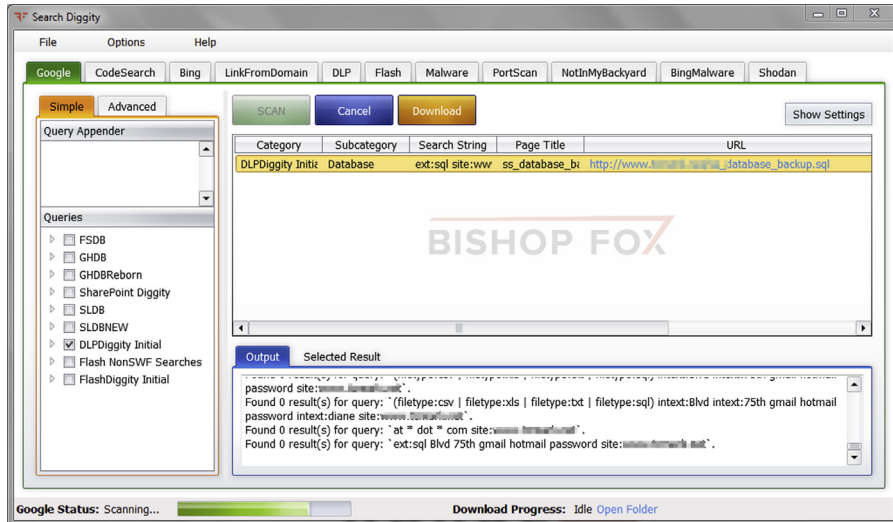 Search Diggity
File Options Help
Google CodeSearch Bing LinkFromDomain DLP Flash Malware PortScan NotInMyBackyard BingMalware Shodan
Simple Advanced
SCAN Cancel Download
Show Settings
Query Appender
Category Subcategory Search String Page Title URL
DLPDiggity Initia Database ext:sql site:ww ss_database_ba http://www. database_backup.sql
Queries
FSDB
GHDB
GHDBReborn
SharePoint Diggity
SLDB
SLDBNEW
DLPDiggity Initial
Flash NonSWF Searches
FlashDiggity Initial
BISHOP FOX
Output Selected Result
password site:
Found 0 result(s) for query: `(filetype:csv | filetype:xls | filetype:txt | filetype:sql) intext:Blvd intext:75th gmail hotmail
password intext:diane site:
Found 0 result(s) for query: `at * dot * com site:
Found 0 result(s) for query: `ext:sql Blvd 75th gmail hotmail password site:
Google Status: Scanning... Download Progress: Idle Open Folder